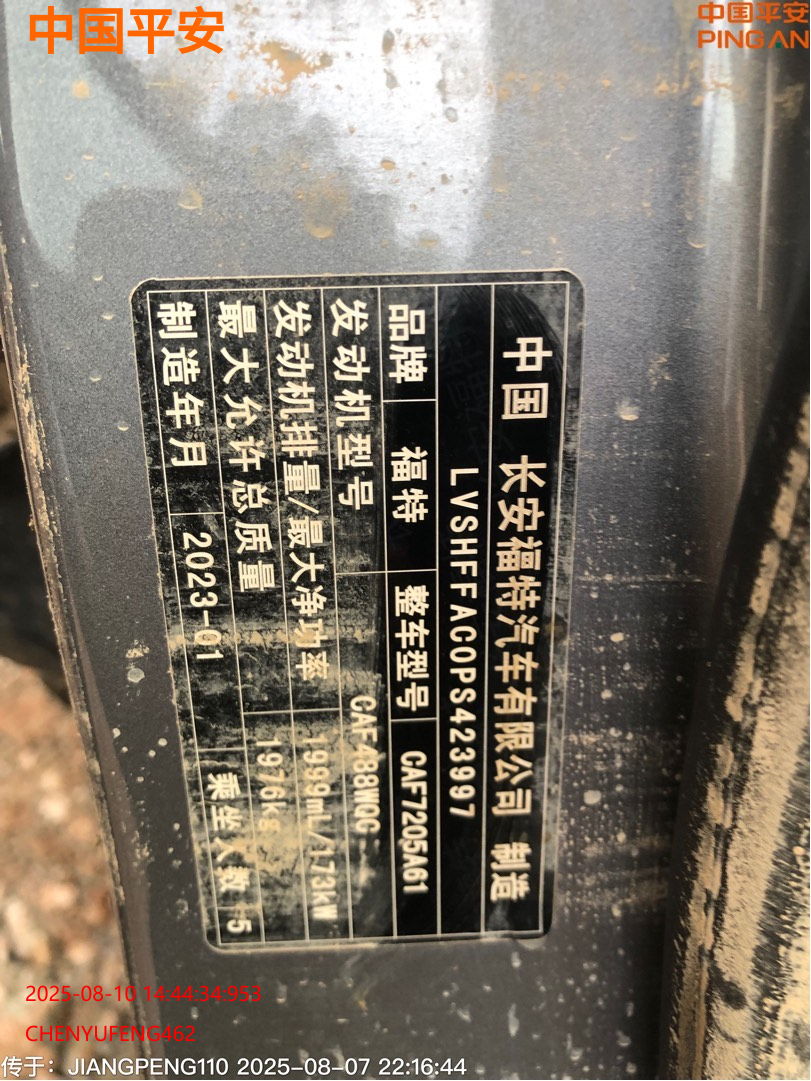 中国平安
中国平安
PING AN
中国 长安福特汽车有限公司 制造
LVSHFFAC0PS423997
品牌 福特 整车型号 CAF7205A61
发动机型号 CAF488WQG
发动机排量/最大净功率 1999mL/173kW
最大允许总质量 1976kg
制造年月 2023-01 乘坐人数 5
2025-08-10 14:44:34:953
CHENYUFENG462
传于：JIANGPENG110 2025-08-07 22:16:44